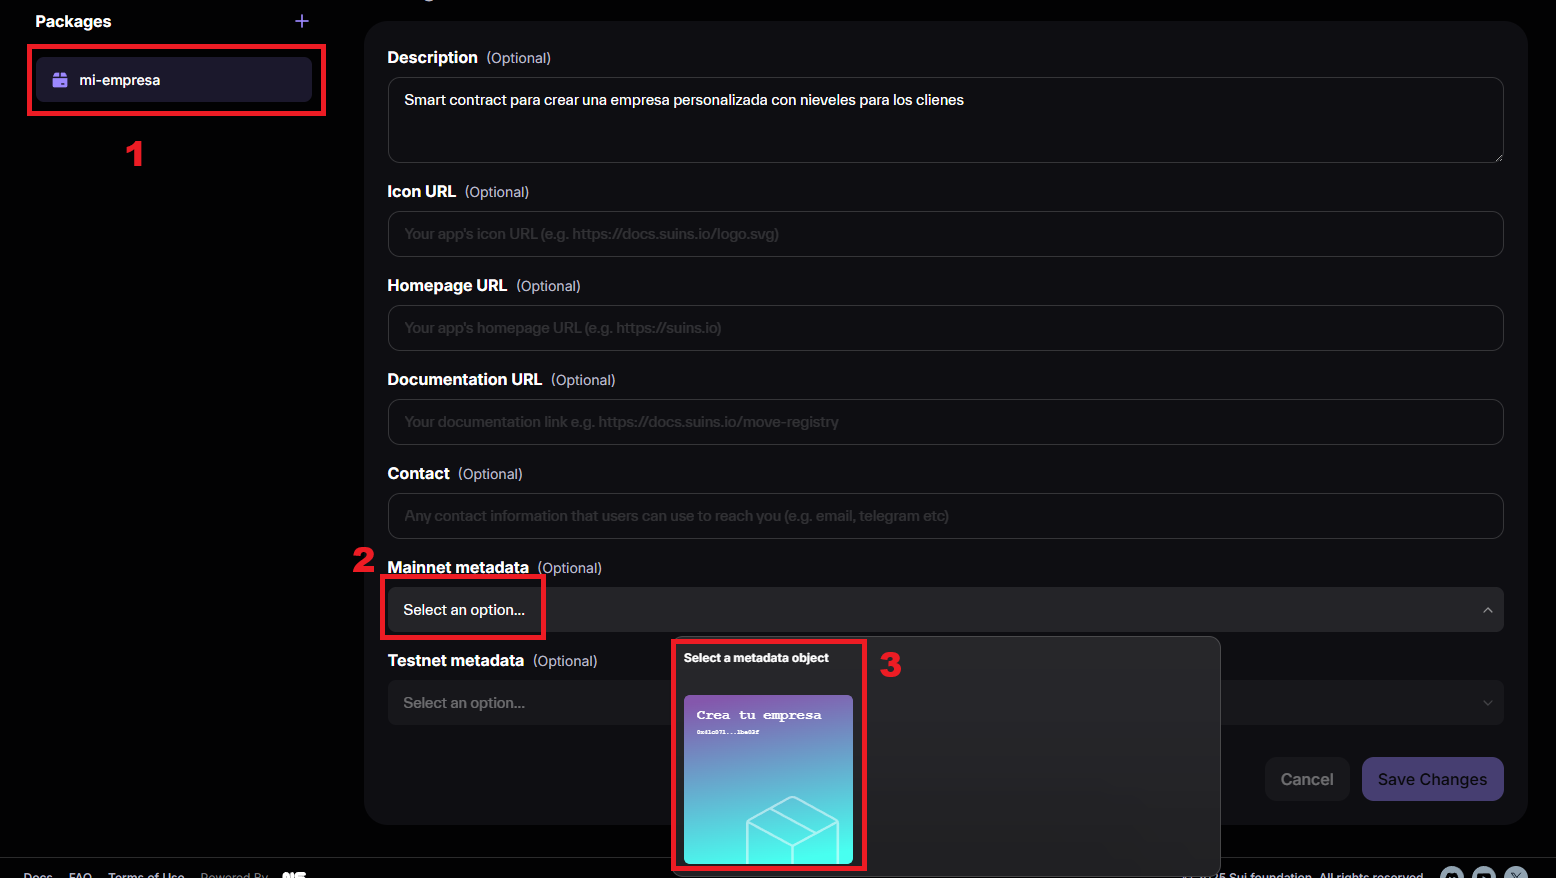 Packages
mi-empresa
1
Description (Optional)
Smart contract para crear una empresa personalizada con nieveles para los clienes
Icon URL (Optional)
Your app's icon URL (e.g. https://docs.suins.io/logo.svg)
Homepage URL (Optional)
Your app's homepage URL (e.g. https://suins.io)
Documentation URL (Optional)
Your documentation link e.g. https://docs.suins.io/move-registry
Contact (Optional)
Any contact information that users can use to reach you (e.g. email, telegram etc)
2
Mainnet metadata (Optional)
Select an option...
Testnet metadata (Optional)
Select an option...
Select a metadata object
3
Crea tu empresa
Cancel
Save Changes
Docs FAQ Terms of Use Powered By
2025 Sui foundation. All rights reserved